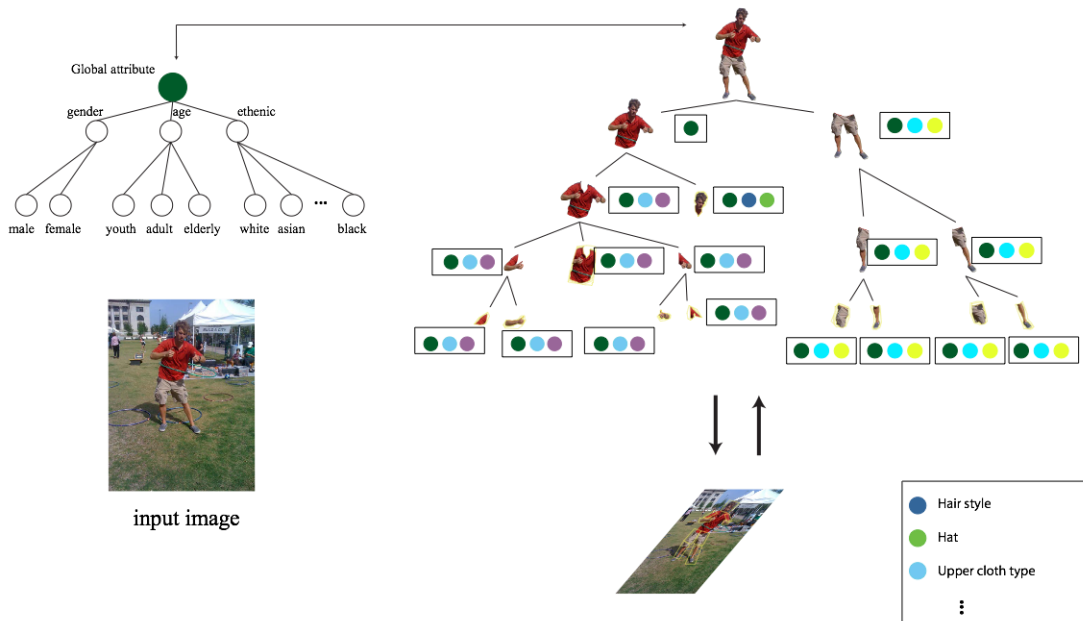 Global attribute
gender
age
ethenic
male
female
youth
adult
elderly
white
asian
...
black
input image
Hair style
Hat
Upper cloth type